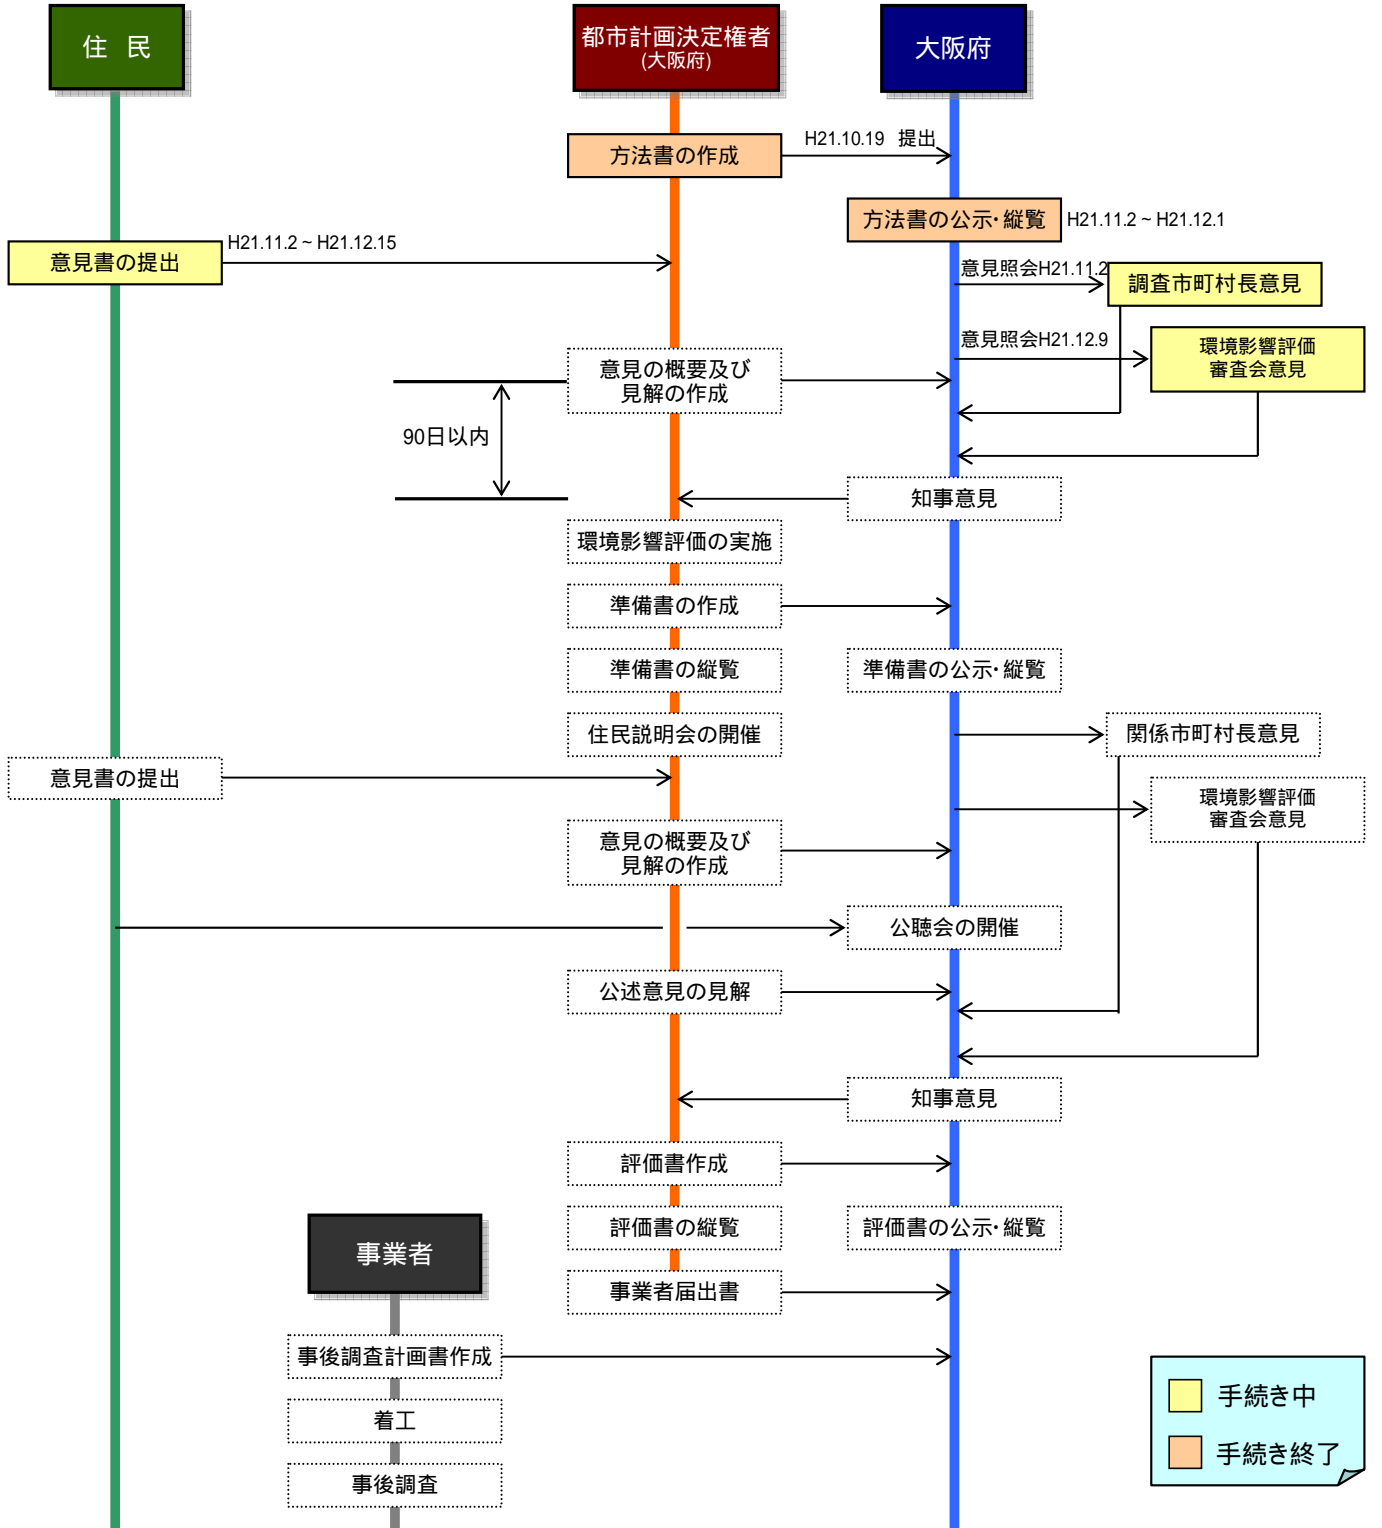 住 民
都市計画決定権者
(大阪府)
大阪府
方法書の作成
H21.10.19 提出
方法書の公示・縦覧
H21.11.2 ~ H21.12.1
意見書の提出
H21.11.2 ~ H21.12.15
意見照会H21.11.2
調査市町村長意見
意見照会H21.12.9
環境影響評価
審査会意見
意見の概要及び
見解の作成
90日以内
知事意見
環境影響評価の実施
準備書の作成
準備書の縦覧
準備書の公示・縦覧
住民説明会の開催
関係市町村長意見
意見書の提出
環境影響評価
審査会意見
意見の概要及び
見解の作成
公聴会の開催
公述意見の見解
知事意見
評価書作成
評価書の縦覧
評価書の公示・縦覧
事業者
事業者届出書
事後調査計画書作成
着工
事後調査
手続き中
手続き終了